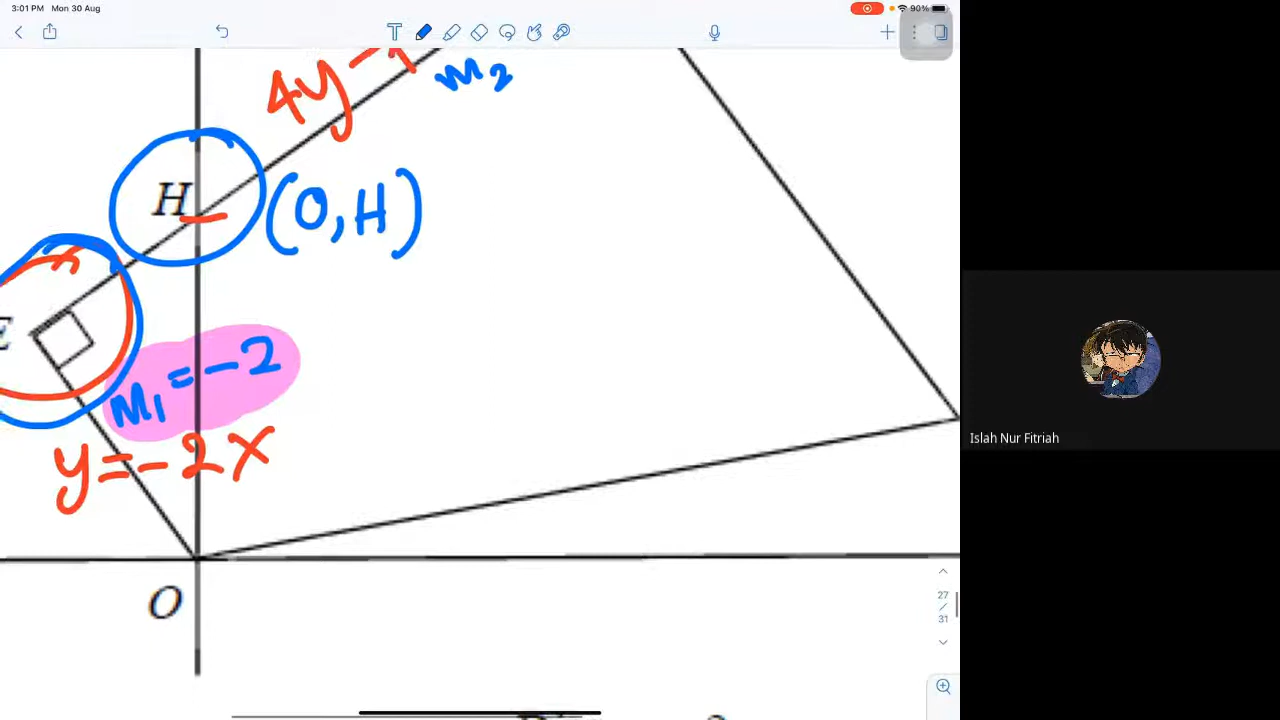 3:01 PM Mon 30 Aug
90%
T
m₂
4y
H
(0,H)
E
m₁=-2
y=-2x
Islah Nur Fitriah
O
27
/
31